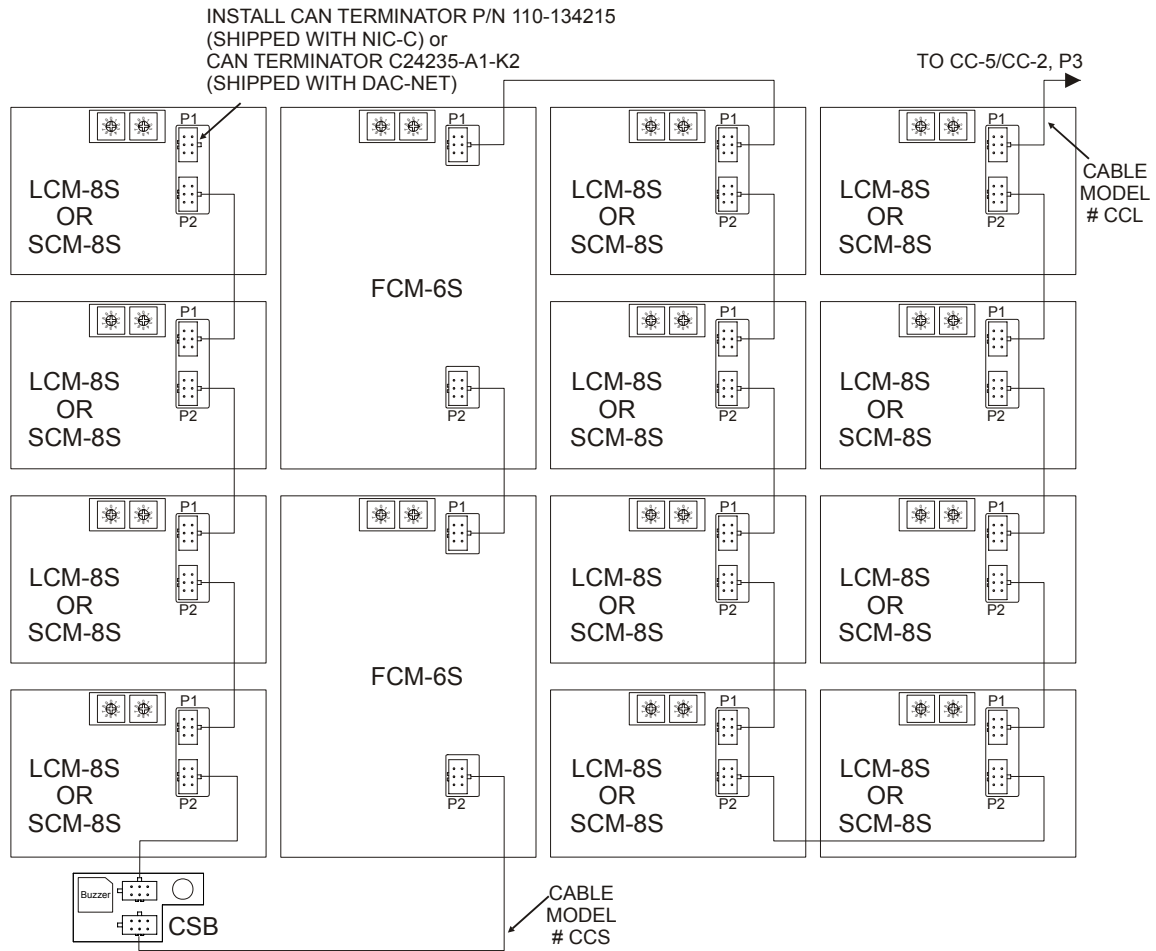 INSTALL CAN TERMINATOR P/N 110-134215
(SHIPPED WITH NIC-C) or
CAN TERMINATOR C24235-A1-K2
(SHIPPED WITH DAC-NET)
TO CC-5/CC-2, P3
P1
LCM-8S
OR
SCM-8S
P2
P1
FCM-6S
P2
P1
LCM-8S
OR
SCM-8S
P2
P1
LCM-8S
OR
SCM-8S
P2
CABLE
MODEL
# CCL
P1
LCM-8S
OR
SCM-8S
P2
P1
LCM-8S
OR
SCM-8S
P2
P1
LCM-8S
OR
SCM-8S
P2
P1
LCM-8S
OR
SCM-8S
P2
P1
FCM-6S
P2
P1
LCM-8S
OR
SCM-8S
P2
P1
LCM-8S
OR
SCM-8S
P2
P1
LCM-8S
OR
SCM-8S
P2
P1
LCM-8S
OR
SCM-8S
P2
P1
LCM-8S
OR
SCM-8S
P2
Buzzer
CSB
CABLE
MODEL
# CCS